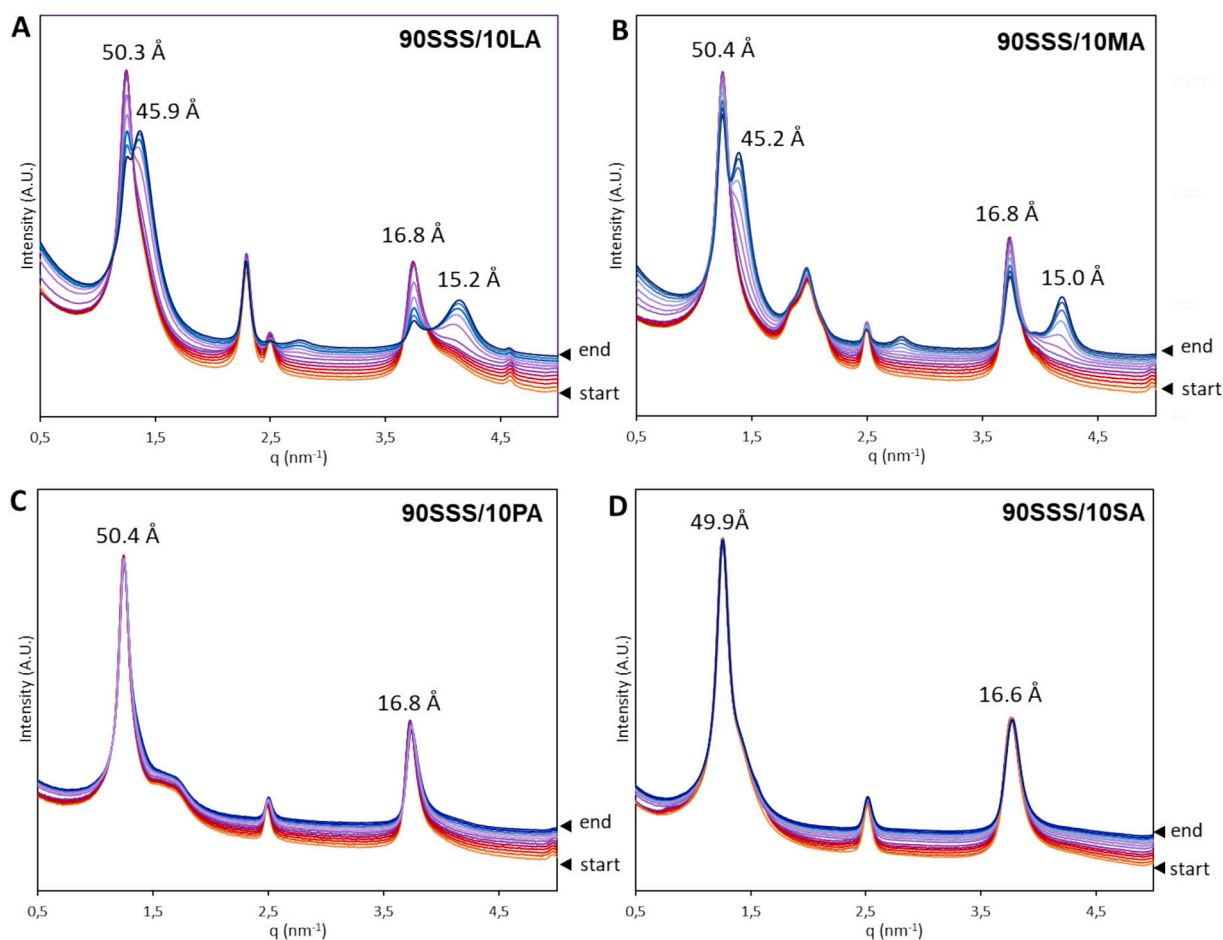 A
90SSS/10LA
50.3 Å
45.9 Å
16.8 Å
15.2 Å
Intensity (A.U.)
end
start
0,5 1,5 2,5 3,5 4,5
q (nm-1)
B
90SSS/10MA
50.4 Å
45.2 Å
16.8 Å
15.0 Å
Intensity (A.U.)
end
start
0,5 1,5 2,5 3,5 4,5
q (nm-1)
C
90SSS/10PA
50.4 Å
16.8 Å
Intensity (A.U.)
end
start
0,5 1,5 2,5 3,5 4,5
q (nm-1)
D
90SSS/10SA
49.9Å
16.6 Å
Intensity (A.U.)
end
start
0,5 1,5 2,5 3,5 4,5
q (nm-1)